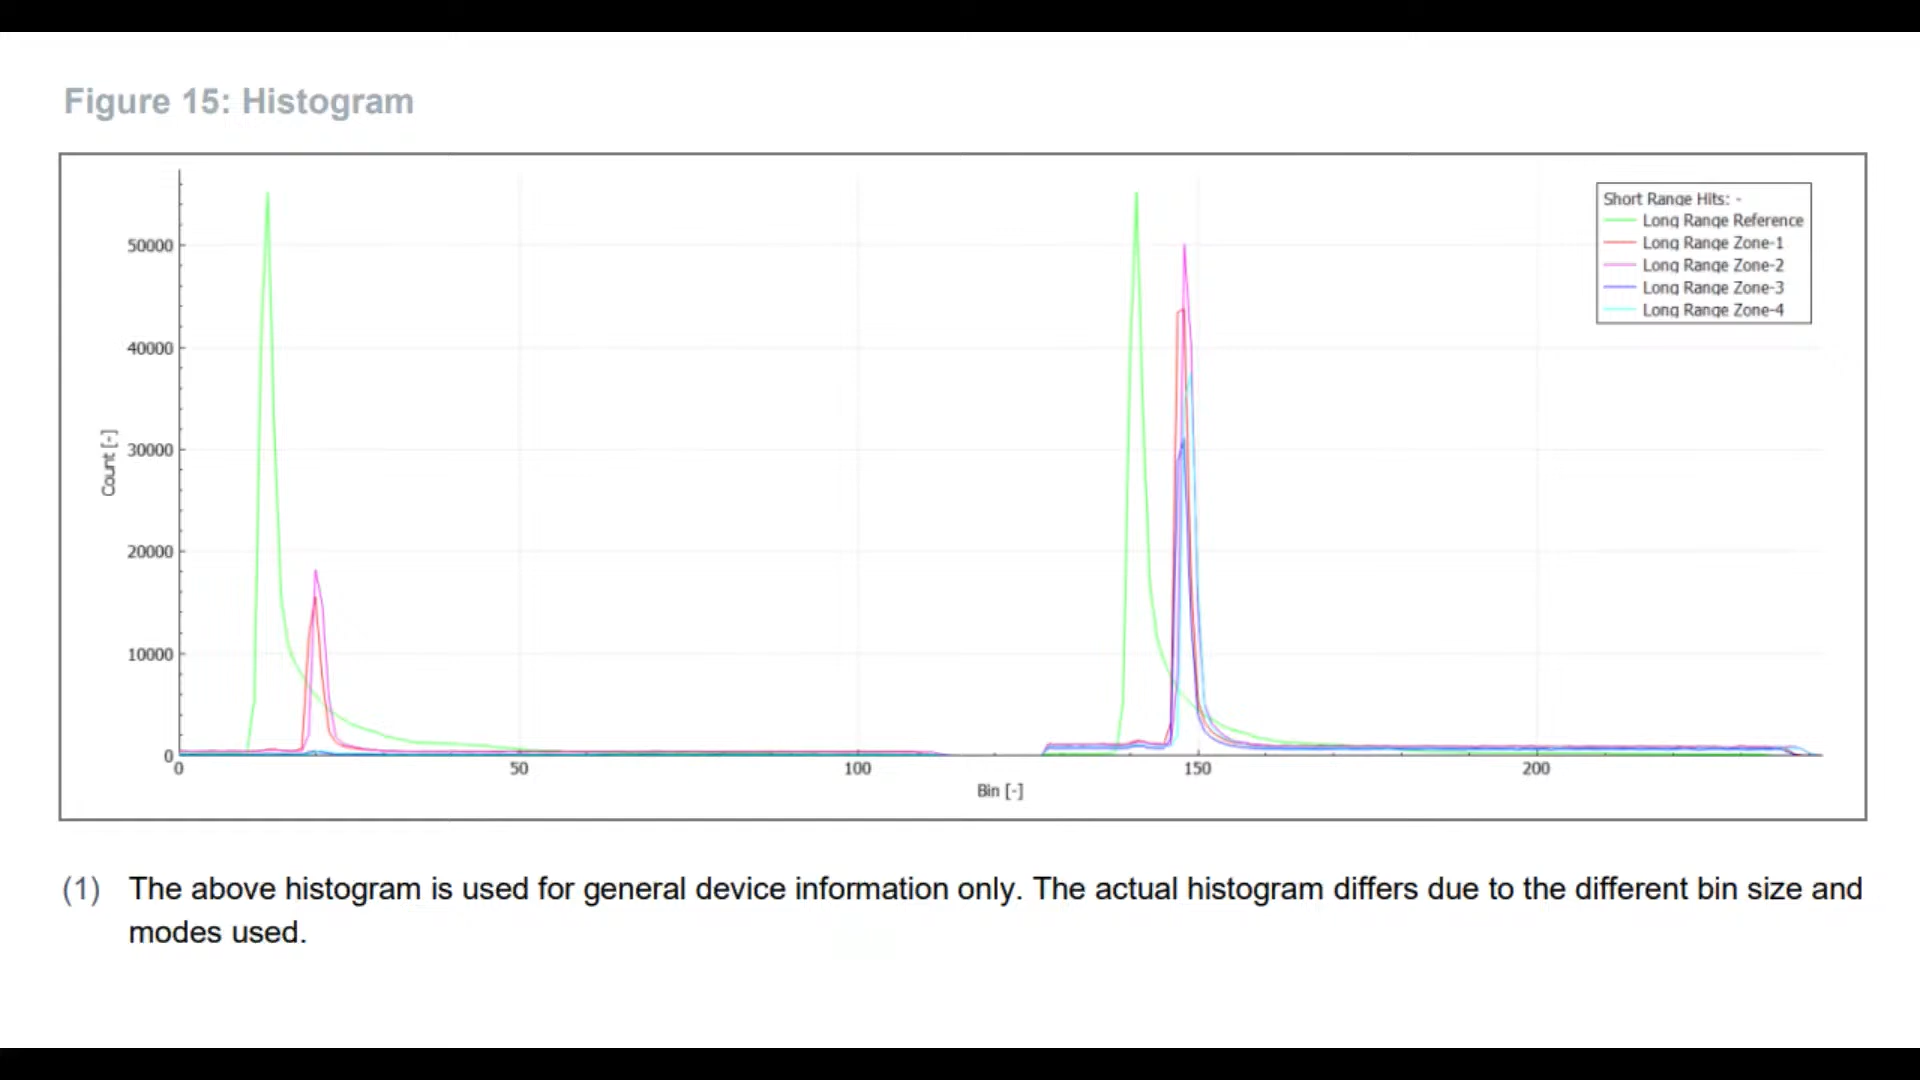 Figure 15: Histogram
Short Range Hits: -
Long Range Reference
Long Range Zone-1
Long Range Zone-2
Long Range Zone-3
Long Range Zone-4
50000
40000
30000
20000
10000
0
Count [-]
0 50 100 150 200
Bin [-]
(1) The above histogram is used for general device information only. The actual histogram differs due to the different bin size and
modes used.